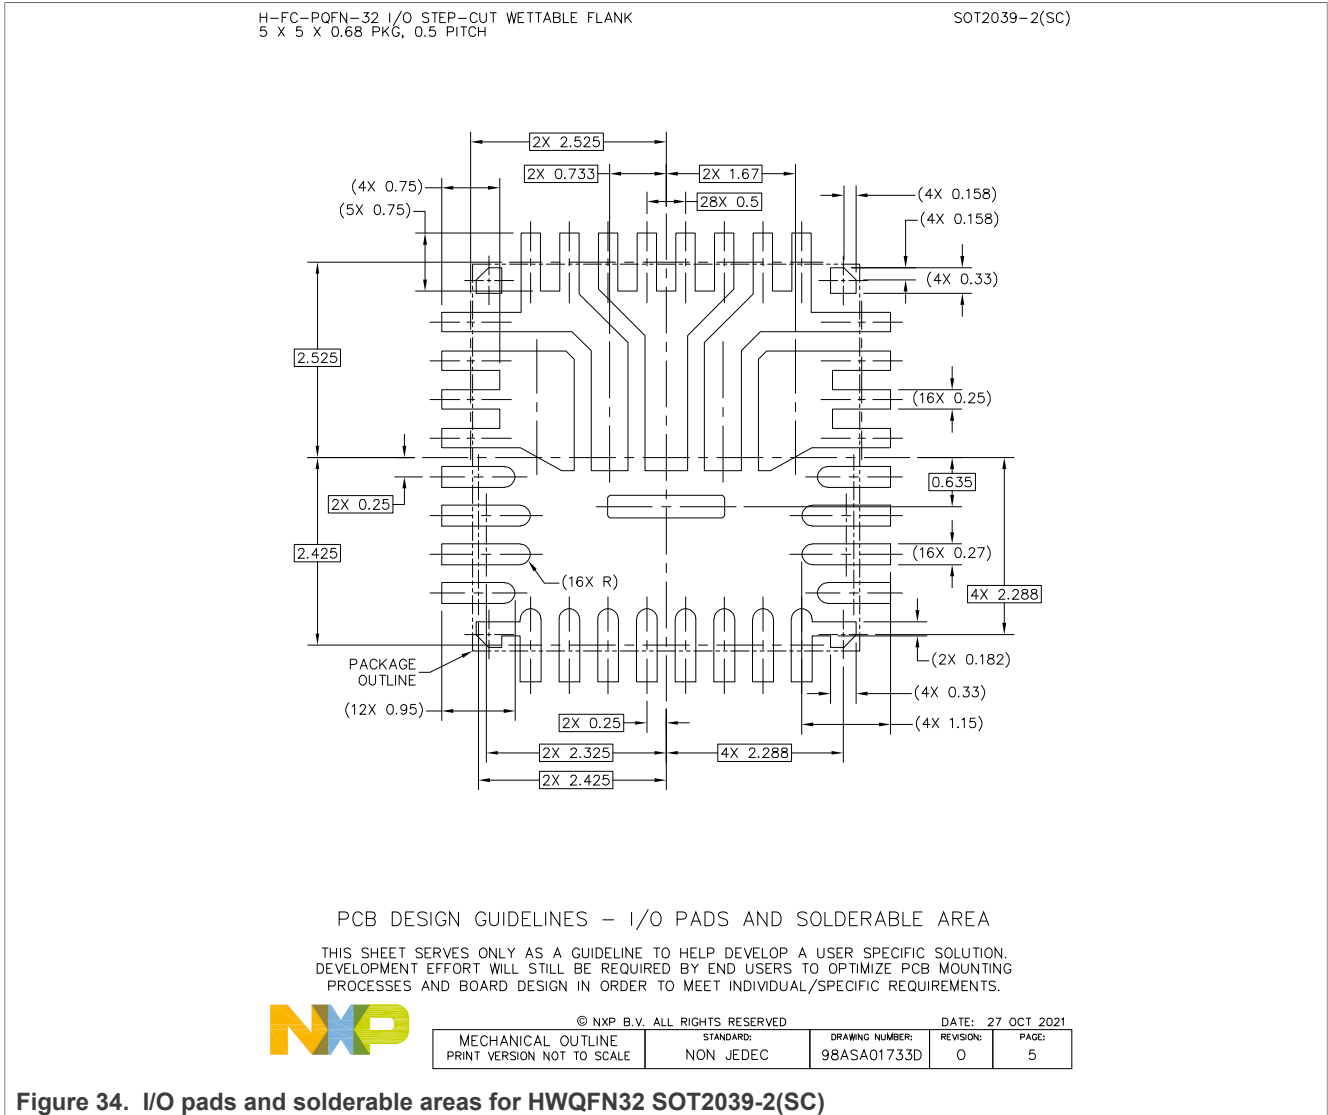 H-FC-PQFN-32 I/O STEP-CUT WETTABLE FLANK
5 X 5 X 0.68 PKG, 0.5 PITCH
SOT2039-2(SC)
2X 2.525
2X 0.733
2X 1.67
(4X 0.75)
(4X 0.158)
28X 0.5
(5X 0.75)
(4X 0.158)
(4X 0.33)
2.525
(16X 0.25)
0.635
2X 0.25
2.425
(16X 0.27)
(16X R)
4X 2.288
PACKAGE
OUTLINE
(2X 0.182)
(4X 0.33)
(12X 0.95)
2X 0.25
(4X 1.15)
2X 2.325
4X 2.288
2X 2.425
PCB DESIGN GUIDELINES – I/O PADS AND SOLDERABLE AREA
THIS SHEET SERVES ONLY AS A GUIDELINE TO HELP DEVELOP A USER SPECIFIC SOLUTION.
DEVELOPMENT EFFORT WILL STILL BE REQUIRED BY END USERS TO OPTIMIZE PCB MOUNTING
PROCESSES AND BOARD DESIGN IN ORDER TO MEET INDIVIDUAL/SPECIFIC REQUIREMENTS.
NXP
© NXP B.V. ALL RIGHTS RESERVED
DATE: 27 OCT 2021
MECHANICAL OUTLINE
PRINT VERSION NOT TO SCALE
STANDARD:
NON JEDEC
DRAWING NUMBER:
98ASA01733D
REVISION:
O
PAGE:
5
Figure 34. I/O pads and solderable areas for HWQFN32 SOT2039-2(SC)